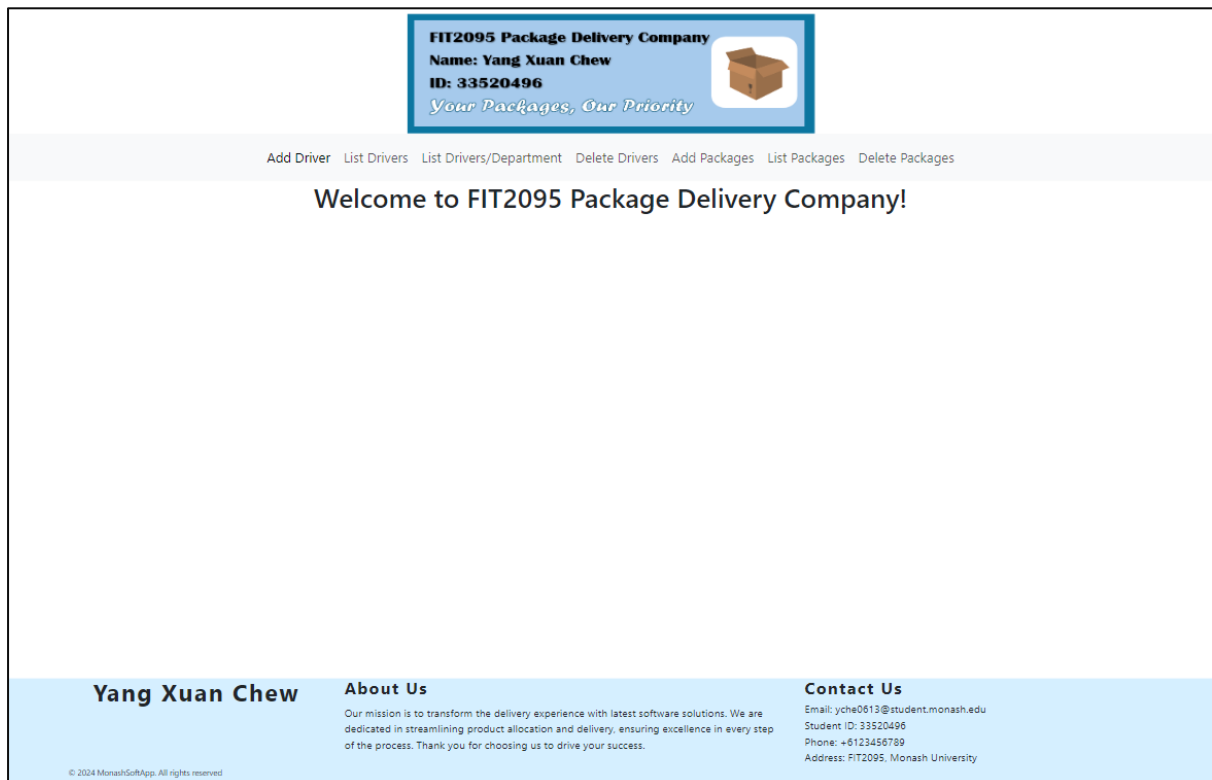 FIT2095 Package Delivery Company
Name: Yang Xuan Chew
ID: 33520496
Your Packages, Our Priority
Add Driver List Drivers List Drivers/Department Delete Drivers Add Packages List Packages Delete Packages
Welcome to FIT2095 Package Delivery Company!
Yang Xuan Chew
© 2024 MonashSoftApp. All rights reserved
About Us
Our mission is to transform the delivery experience with latest software solutions. We are
dedicated in streamlining product allocation and delivery, ensuring excellence in every step
of the process. Thank you for choosing us to drive your success.
Contact Us
Email: yche0613@student.monash.edu
Student ID: 33520496
Phone: +6123456789
Address: FIT2095, Monash University